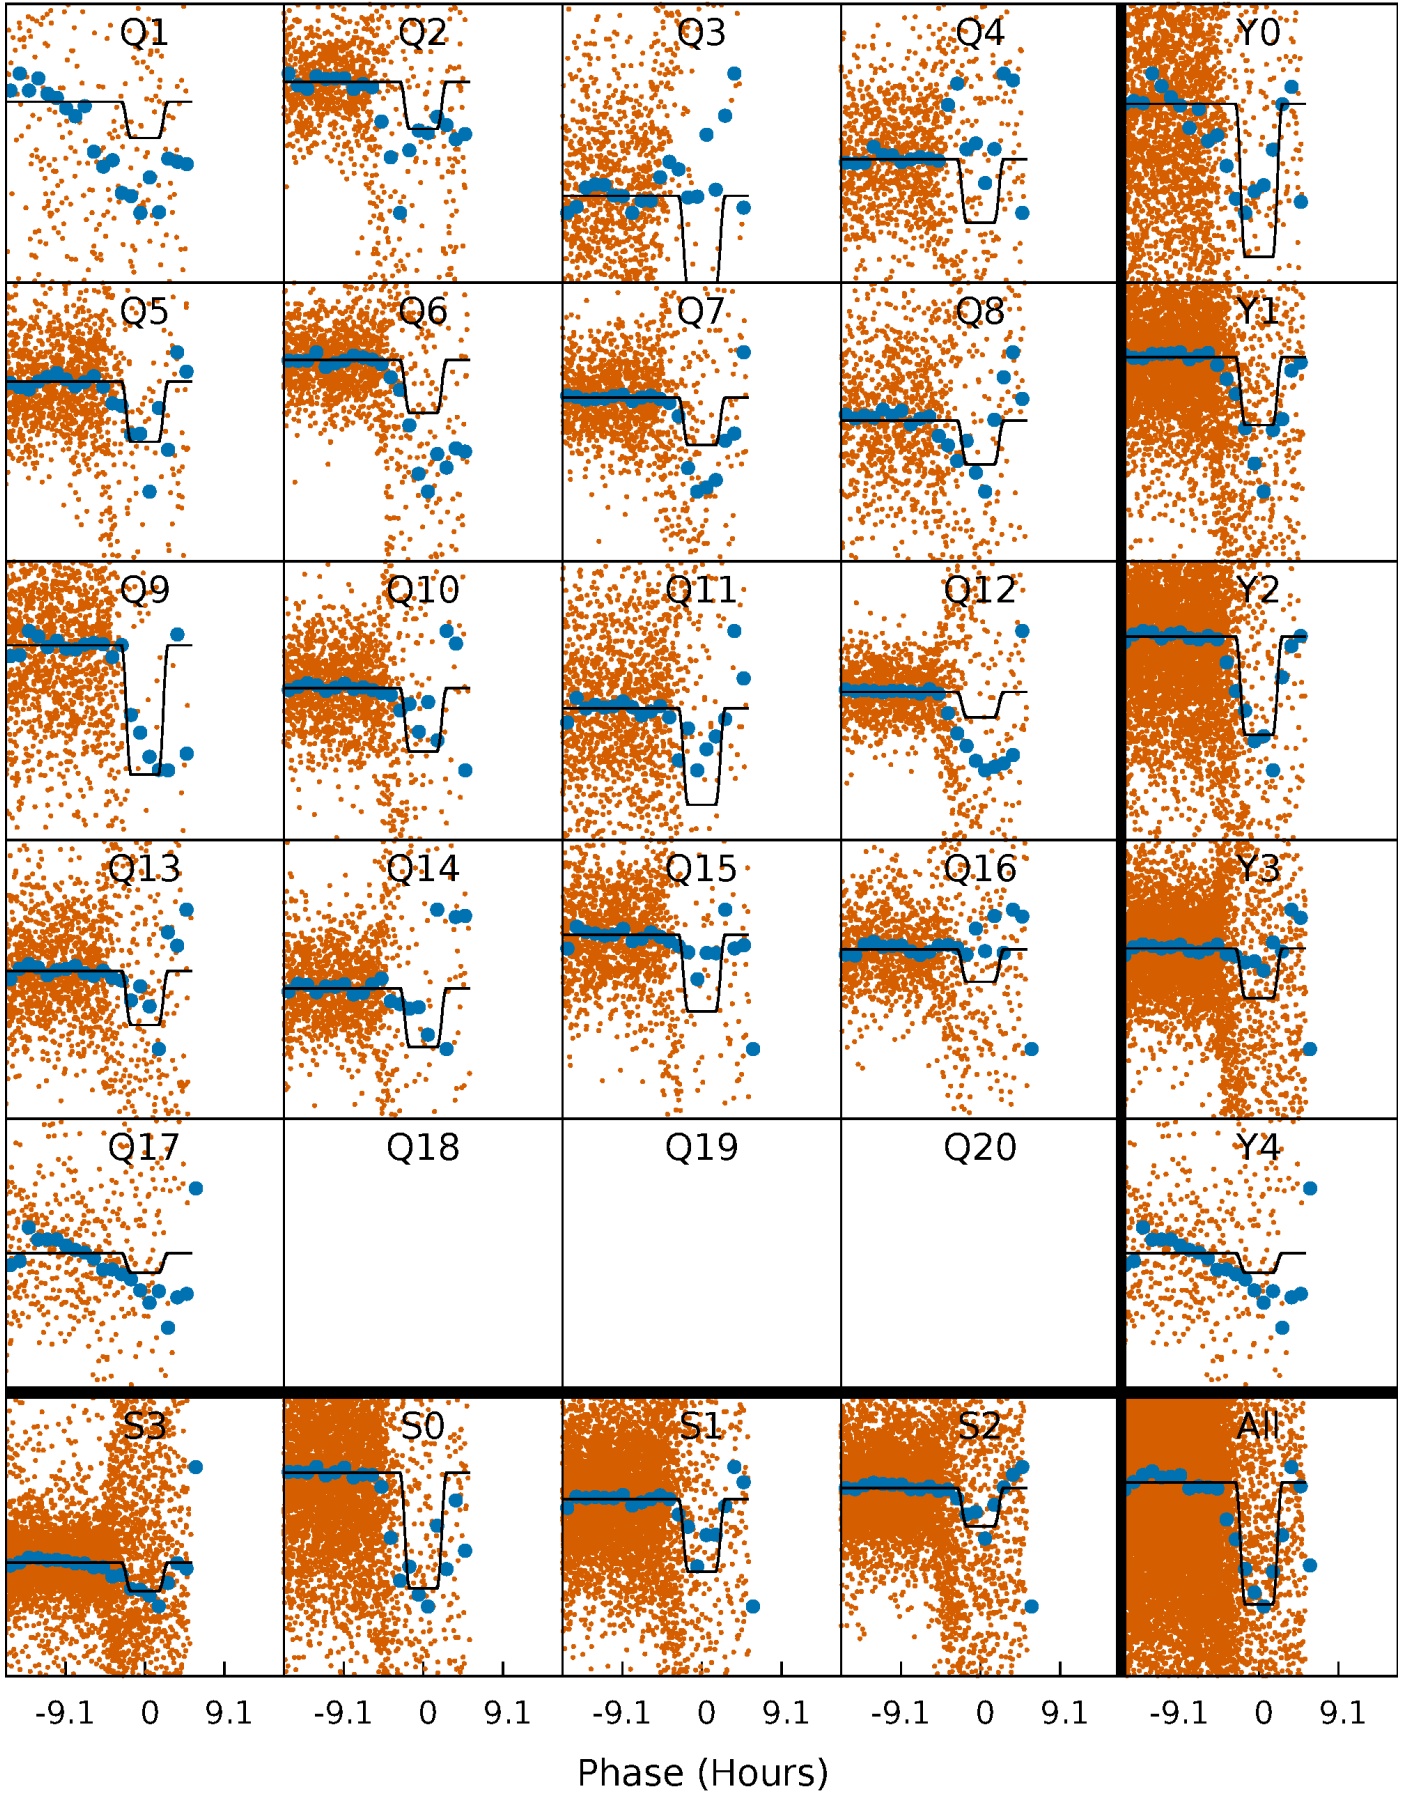 Q1 Q2 Q3 Q4 Y0
Q5 Q6 Q7 Q8 Y1
Q9 Q10 Q11 Q12 Y2
Q13 Q14 Q15 Q16 Y3
Q17 Q18 Q19 Q20 Y4
S3 S0 S1 S2 All
-9.1 0 9.1 -9.1 0 9.1 -9.1 0 9.1 -9.1 0 9.1 -9.1 0 9.1
Phase (Hours)